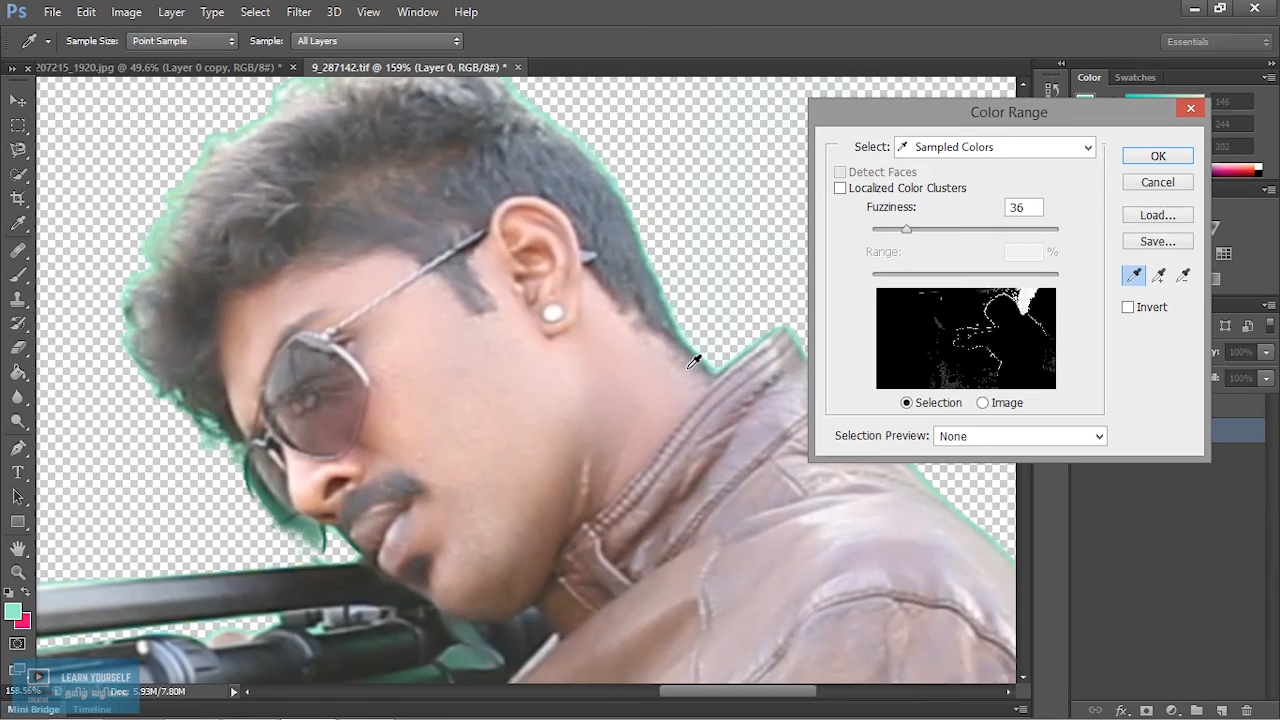 Ps File Edit Image Layer Type Select Filter 3D View Window Help
Sample Size: Point Sample Sample: All Layers Essentials
207215_1920.jpg @ 49.6% (Layer 0 copy, RGB/8#) * × 9_287142.tif @ 159% (Layer 0, RGB/8#) * ×
Color Swatches
146
244
202
Color Range
Select: Sampled Colors
Detect Faces
Localized Color Clusters
Fuzziness: 36
Range: %
OK
Cancel
Load...
Save...
Invert
Selection Image
Selection Preview: None
100%
100%
LEARN YOURSELF
தமிழ் வழியில்
CREATIVE
158.56% Doc: 5.93M/7.80M
Mini Bridge Timeline